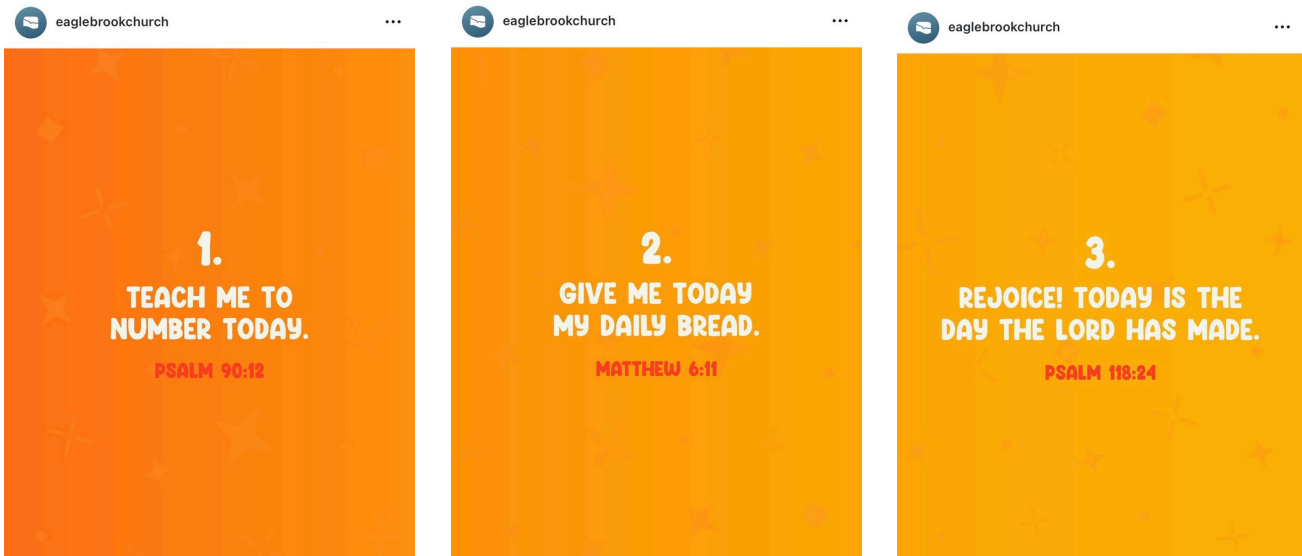 eaglebrookchurch
1.
TEACH ME TO
NUMBER TODAY.
PSALM 90:12
eaglebrookchurch
2.
GIVE ME TODAY
MY DAILY BREAD.
MATTHEW 6:11
eaglebrookchurch
3.
REJOICE! TODAY IS THE
DAY THE LORD HAS MADE.
PSALM 118:24